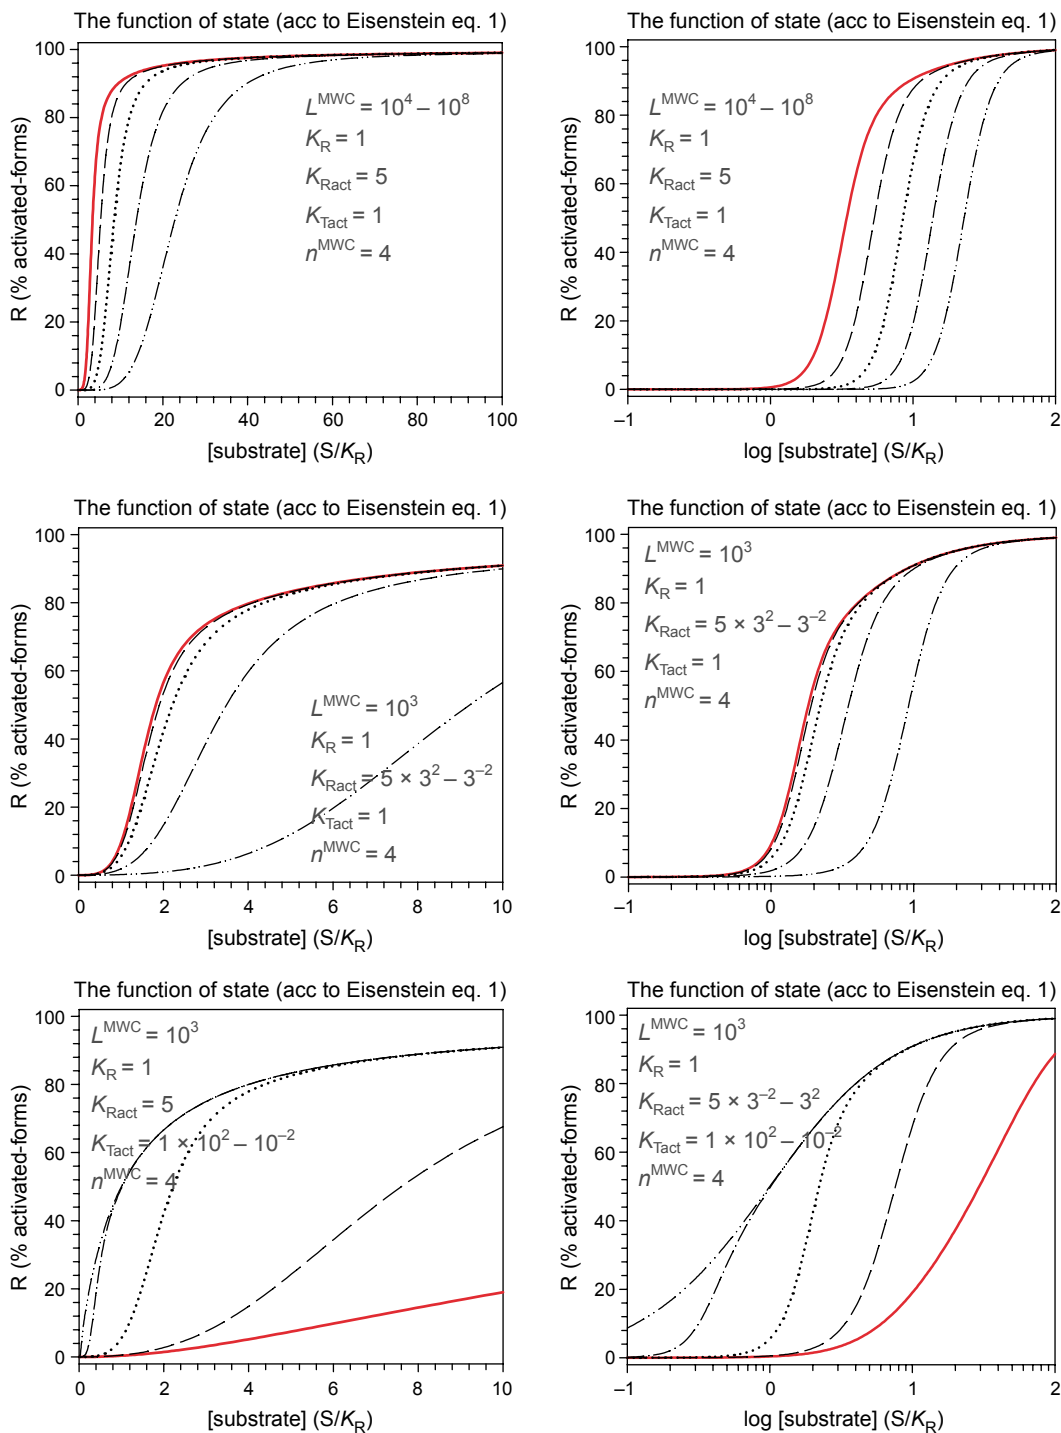 The function of state (acc to Eisenstein eq. 1)
R (% activated-forms)
100
80
60
40
20
0
L^MWC = 10^4 – 10^8
K_R = 1
K_Ract = 5
K_Tact = 1
n^MWC = 4
0 20 40 60 80 100
[substrate] (S/K_R)
The function of state (acc to Eisenstein eq. 1)
R (% activated-forms)
100
80
60
40
20
0
L^MWC = 10^4 – 10^8
K_R = 1
K_Ract = 5
K_Tact = 1
n^MWC = 4
–1 0 1 2
log [substrate] (S/K_R)
The function of state (acc to Eisenstein eq. 1)
R (% activated-forms)
100
80
60
40
20
0
L^MWC = 10^3
K_R = 1
K_Ract = 5 × 3^2 – 3^–2
K_Tact = 1
n^MWC = 4
0 2 4 6 8 10
[substrate] (S/K_R)
The function of state (acc to Eisenstein eq. 1)
R (% activated-forms)
100
80
60
40
20
0
L^MWC = 10^3
K_R = 1
K_Ract = 5 × 3^2 – 3^–2
K_Tact = 1
n^MWC = 4
–1 0 1 2
log [substrate] (S/K_R)
The function of state (acc to Eisenstein eq. 1)
R (% activated-forms)
100
80
60
40
20
0
L^MWC = 10^3
K_R = 1
K_Ract = 5
K_Tact = 1 × 10^2 – 10^–2
n^MWC = 4
0 2 4 6 8 10
[substrate] (S/K_R)
The function of state (acc to Eisenstein eq. 1)
R (% activated-forms)
100
80
60
40
20
0
L^MWC = 10^3
K_R = 1
K_Ract = 5 × 3^–2 – 3^2
K_Tact = 1 × 10^2 – 10^–2
n^MWC = 4
–1 0 1 2
log [substrate] (S/K_R)